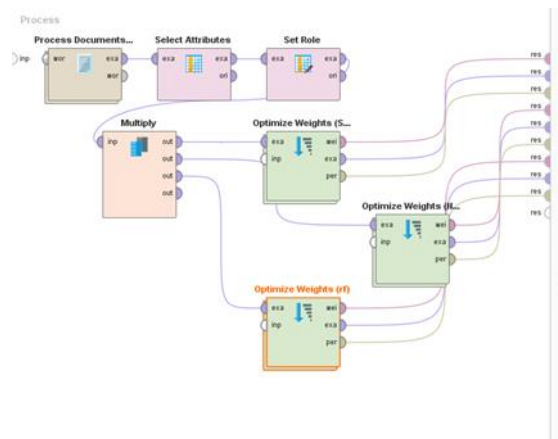 Process
Process Documents...
Select Attributes
Set Role
inp
wor
exa
wor
exa
exa
ori
exa
exa
ori
res
res
res
res
res
res
res
res
res
res
Multiply
inp
out
out
out
out
Optimize Weights (S...
exa
inp
wei
exa
per
Optimize Weights (
exa
inp
wei
exa
per
Optimize Weights (rf)
exa
inp
wei
exa
per